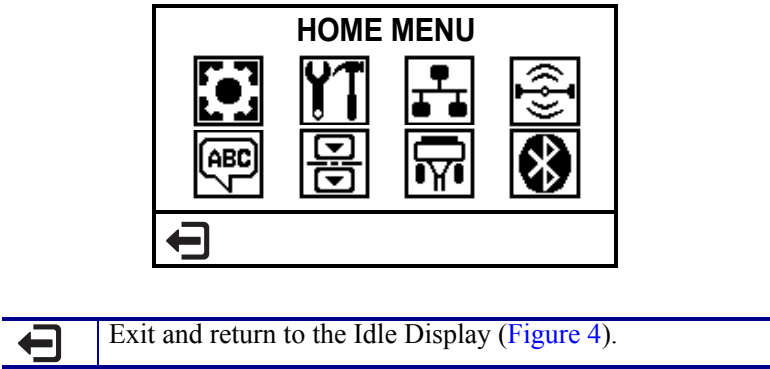 HOME MENU
ABC
Exit and return to the Idle Display (Figure 4).